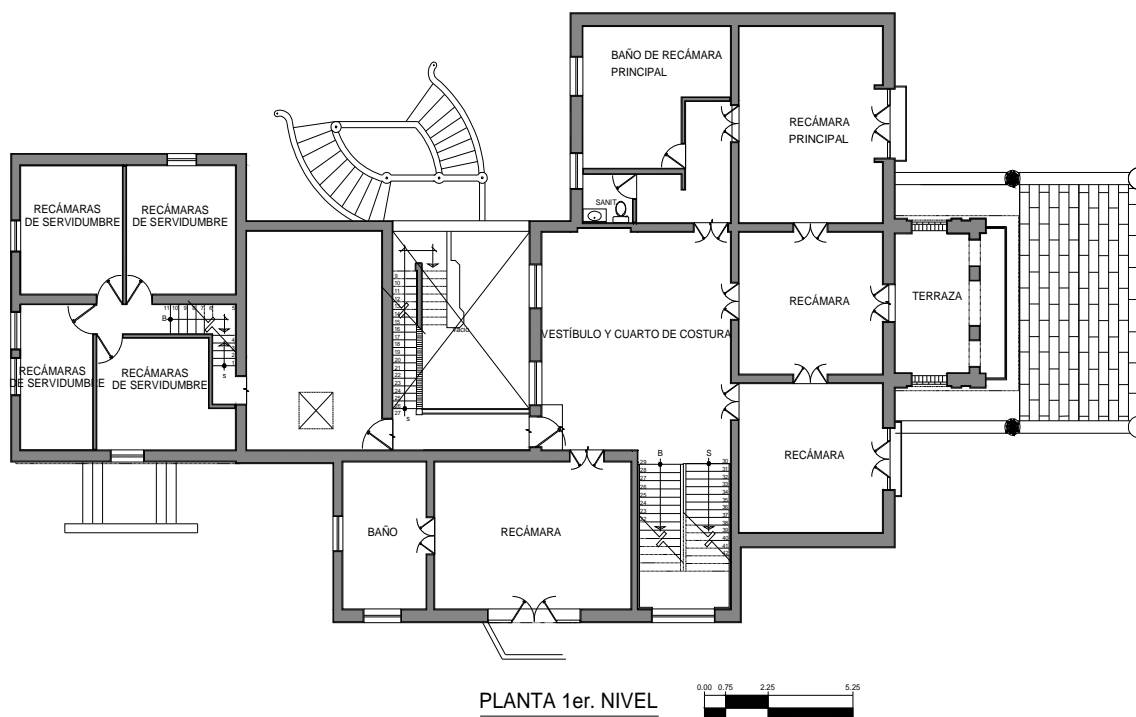 BAÑO DE RECÁMARA
PRINCIPAL
RECÁMARA
PRINCIPAL
SANIT.
RECÁMARAS
DE SERVIDUMBRE
RECÁMARAS
DE SERVIDUMBRE
RECÁMARAS
DE SERVIDUMBRE
RECÁMARAS
DE SERVIDUMBRE
B
S
VESTÍBULO Y CUARTO DE COSTURA
RECÁMARA
TERRAZA
RECÁMARA
B
S
BAÑO
RECÁMARA
PLANTA 1er. NIVEL
0.00 0.75 2.25 5.25